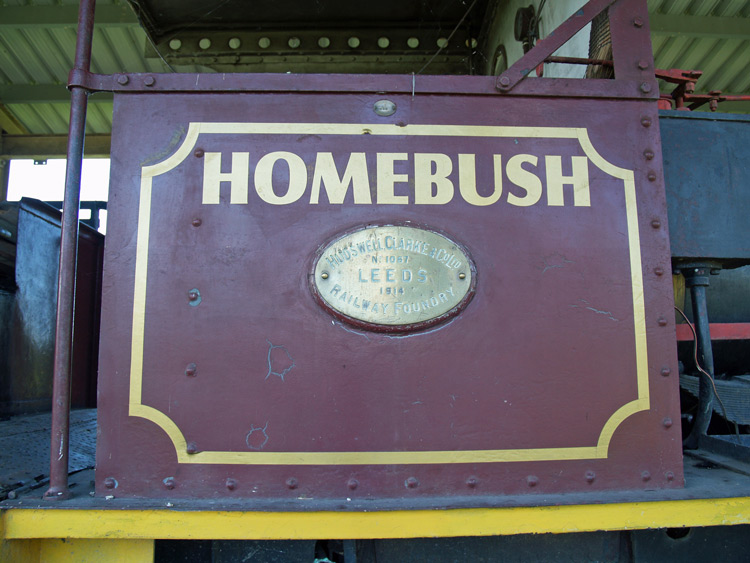 HOMEBUSH
HUDSWELL CLARKE & CO LTD
No 1067
LEEDS
1914
RAILWAY FOUNDRY